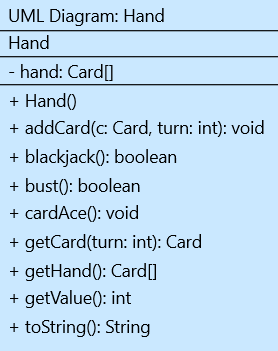 UML Diagram: Hand
Hand
- hand: Card[]
+ Hand()
+ addCard(c: Card, turn: int): void
+ blackjack(): boolean
+ bust(): boolean
+ cardAce(): void
+ getCard(turn: int): Card
+ getHand(): Card[]
+ getValue(): int
+ toString(): String